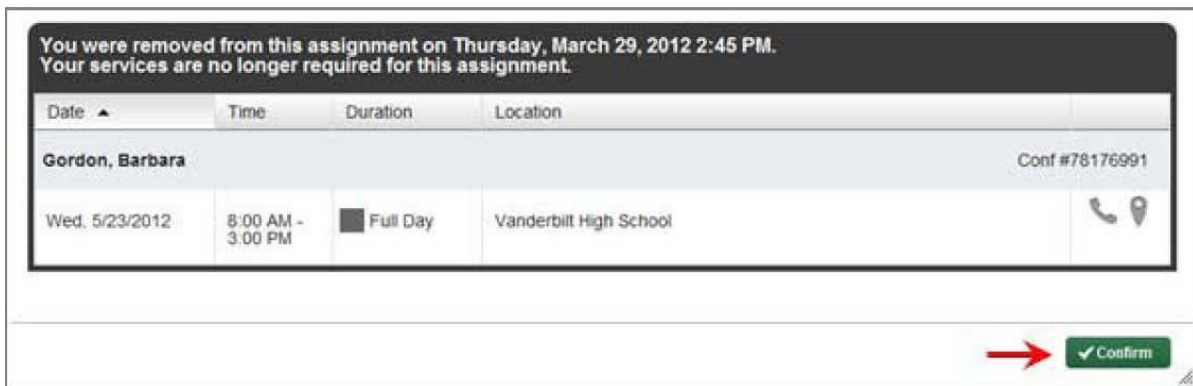 You were removed from this assignment on Thursday, March 29, 2012 2:45 PM.
Your services are no longer required for this assignment.
Date Time Duration Location
Gordon, Barbara Conf #78176991
Wed, 5/23/2012 8:00 AM - Full Day Vanderbilt High School
3:00 PM
Confirm